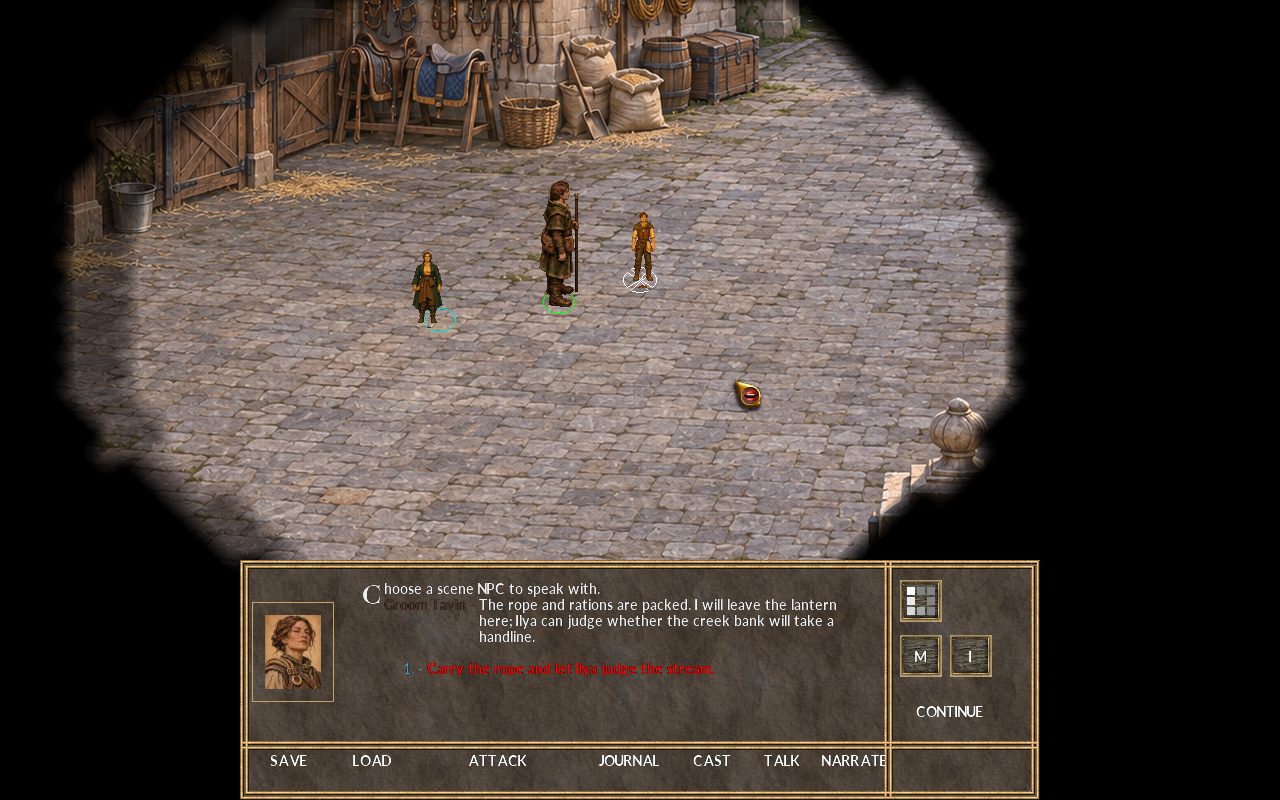 Choose a scene NPC to speak with.
Groom Tavin - The rope and rations are packed. I will leave the lantern
here; Ilya can judge whether the creek bank will take a
handline.
1. - Carry the rope and let Ilya judge the stream.
M I
CONTINUE
SAVE LOAD ATTACK JOURNAL CAST TALK NARRATE